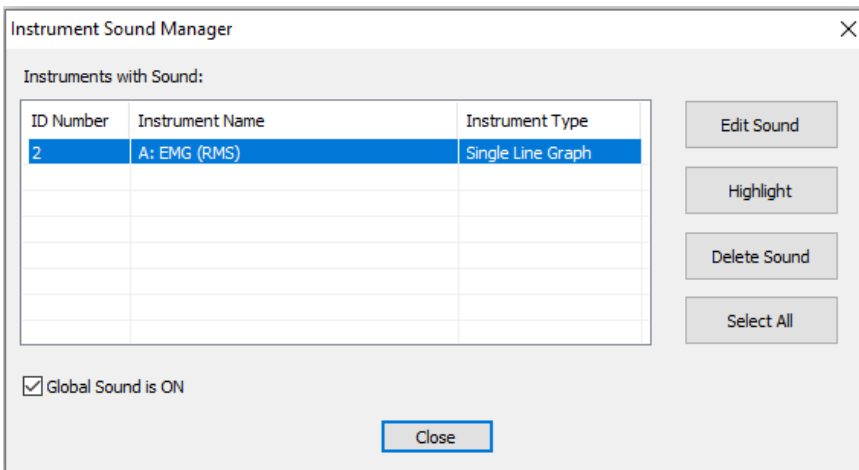 Instrument Sound Manager
Instruments with Sound:
ID Number Instrument Name Instrument Type
2 A: EMG (RMS) Single Line Graph
Edit Sound
Highlight
Delete Sound
Select All
Global Sound is ON
Close